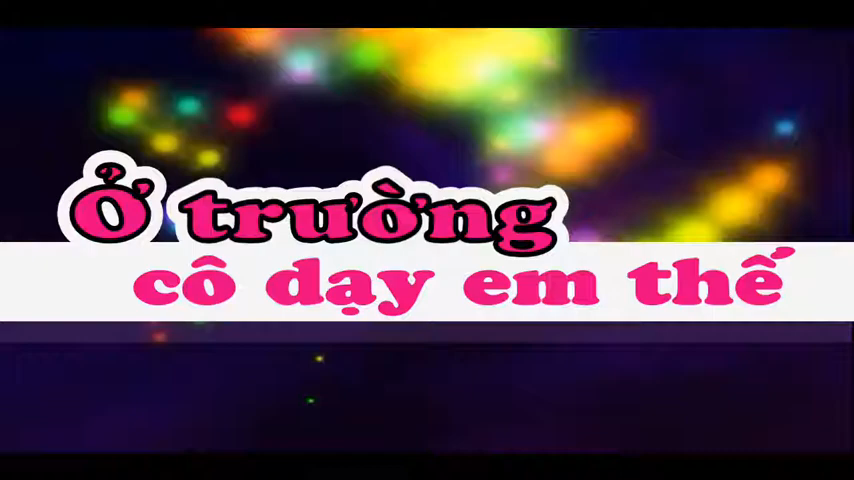 Ở trường
cô dạy em thế